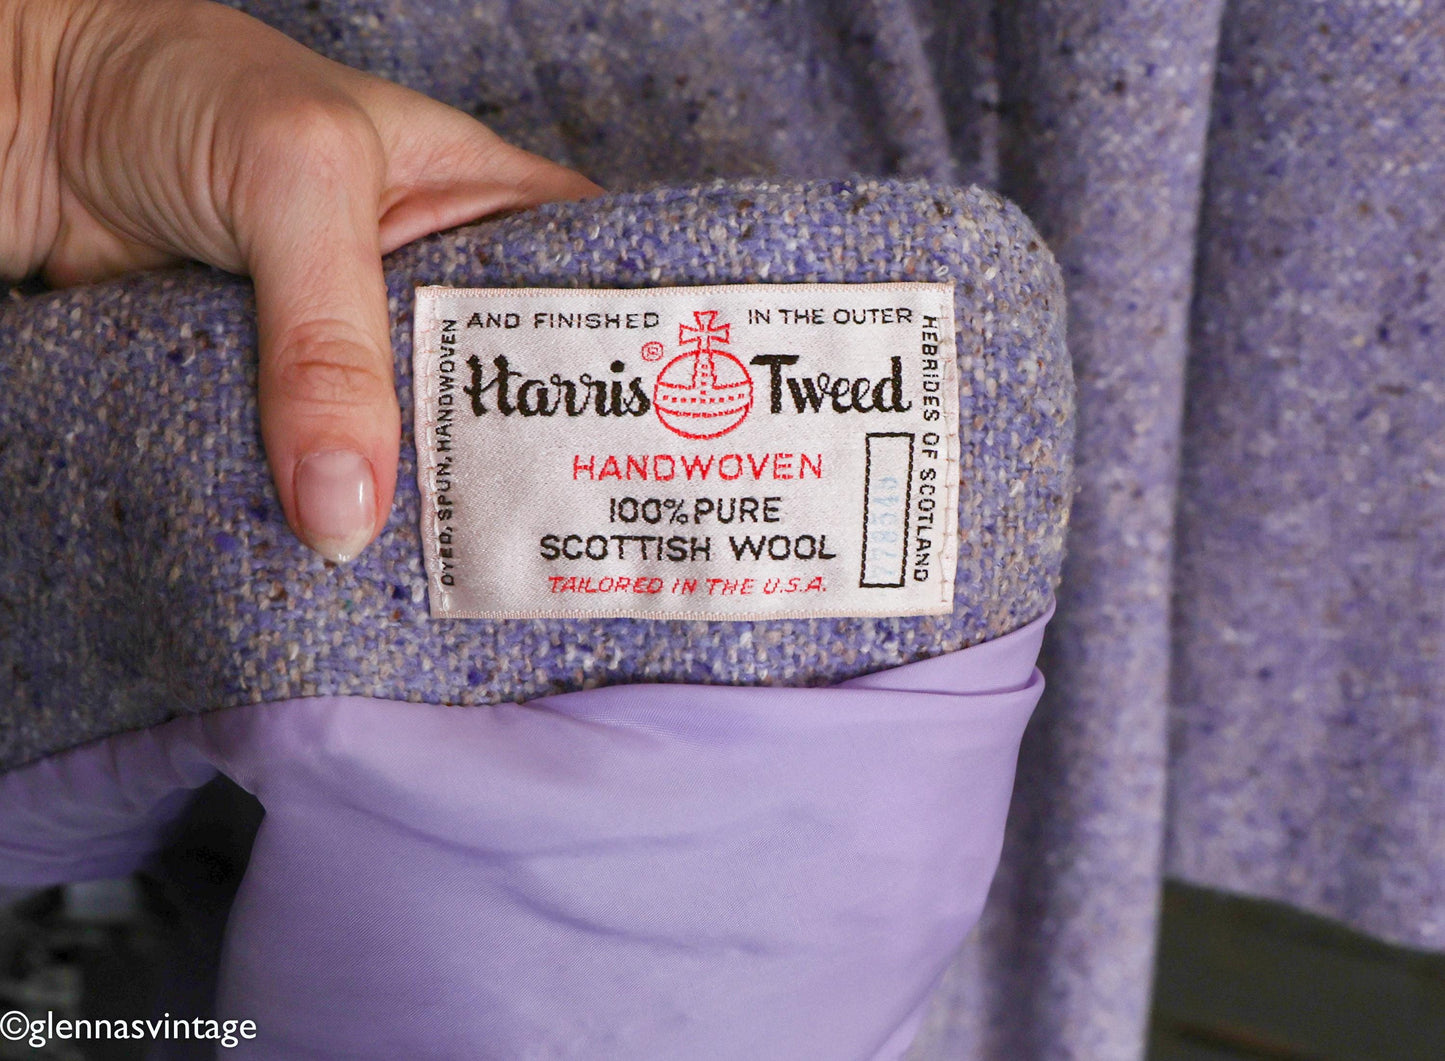 DYED, SPUN, HANDWOVEN
AND FINISHED IN THE OUTER
HEBRIDES OF SCOTLAND
Harris ® Tweed
HANDWOVEN
100% PURE
SCOTTISH WOOL
TAILORED IN THE U.S.A.
©glennasvintage